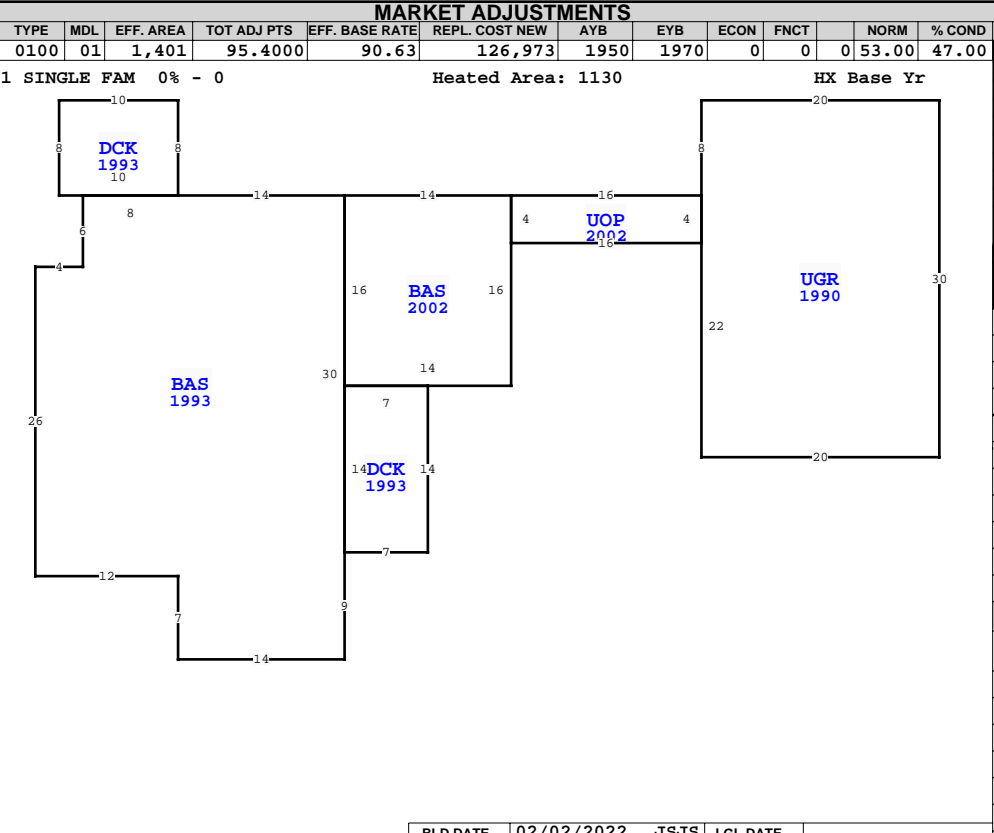 MARKET ADJUSTMENTS
TYPE MDL EFF. AREA TOT ADJ PTS EFF. BASE RATE REPL. COST NEW AYB EYB ECON FNCT NORM % COND
0100 01 1,401 95.4000 90.63 126,973 1950 1970 0 0 0 53.00 47.00
1 SINGLE FAM 0% - 0 Heated Area: 1130 HX Base Yr
10 20
8 DCK 8 8
1993
10
14 14 16
8 4 UOP 4
6 2002
16
4
UGR 30
1990
16 BAS 16
2002
22
30 14
BAS 7
1993
26
14 DCK 14
1993
20
7
12
9
7
14
BLD DATE 02/02/2022 JSJS LGL DATE